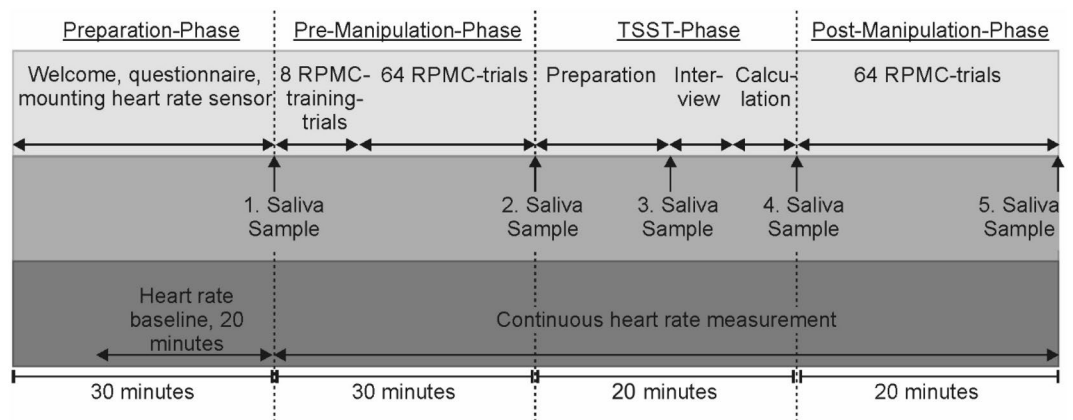 Preparation-Phase
Pre-Manipulation-Phase
TSST-Phase
Post-Manipulation-Phase
Welcome, questionnaire,
mounting heart rate sensor
8 RPMC-
training-
trials
64 RPMC-trials
Preparation
Inter-
view
Calcu-
lation
64 RPMC-trials
1. Saliva
Sample
2. Saliva
Sample
3. Saliva
Sample
4. Saliva
Sample
5. Saliva
Sample
Heart rate
baseline, 20
minutes
Continuous heart rate measurement
30 minutes
30 minutes
20 minutes
20 minutes